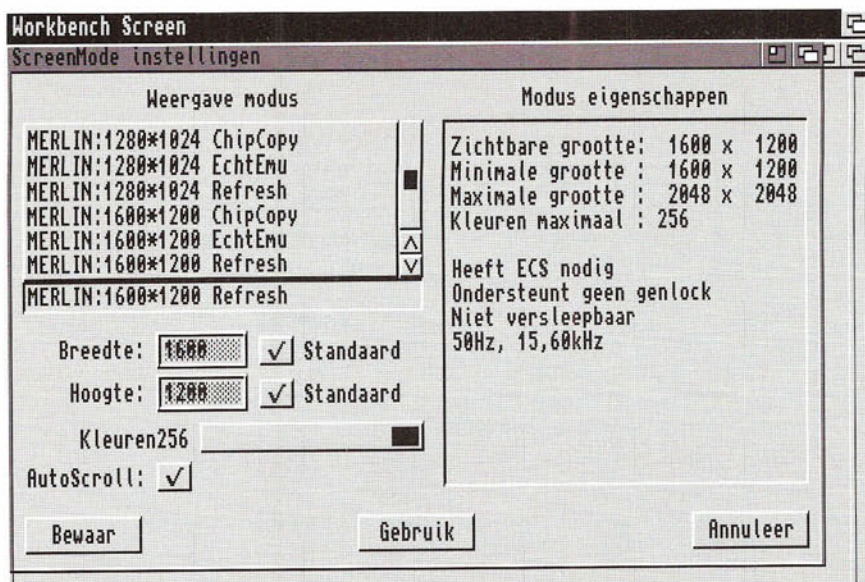 Workbench Screen
ScreenMode instellingen
Weergave modus
MERLIN:1280*1024 ChipCopy
MERLIN:1280*1024 EchtEmu
MERLIN:1280*1024 Refresh
MERLIN:1600*1200 ChipCopy
MERLIN:1600*1200 EchtEmu
MERLIN:1600*1200 Refresh
MERLIN:1600*1200 Refresh
Breedte: 1600 √ Standaard
Hoogte: 1200 √ Standaard
Kleuren256
AutoScroll: √
Modus eigenschappen
Zichtbare grootte: 1600 x 1200
Minimale grootte : 1600 x 1200
Maximale grootte : 2048 x 2048
Kleuren maximaal : 256
Heeft ECS nodig
Ondersteunt geen genlock
Niet versleepbaar
50Hz, 15,60kHz
Bewaar
Gebruik
Annuleer